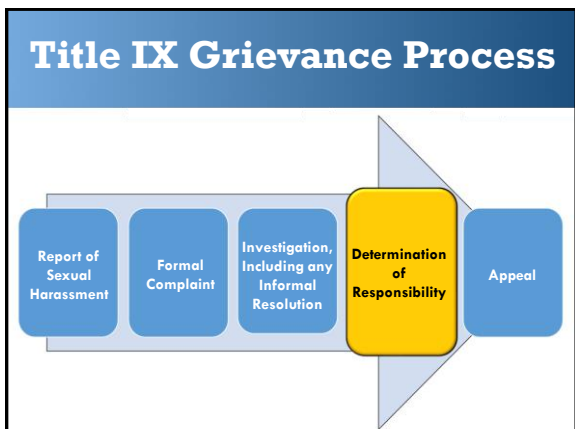 Title IX Grievance Process
Report of
Sexual
Harassment
Formal
Complaint
Investigation,
Including any
Informal
Resolution
Determination
of
Responsibility
Appeal